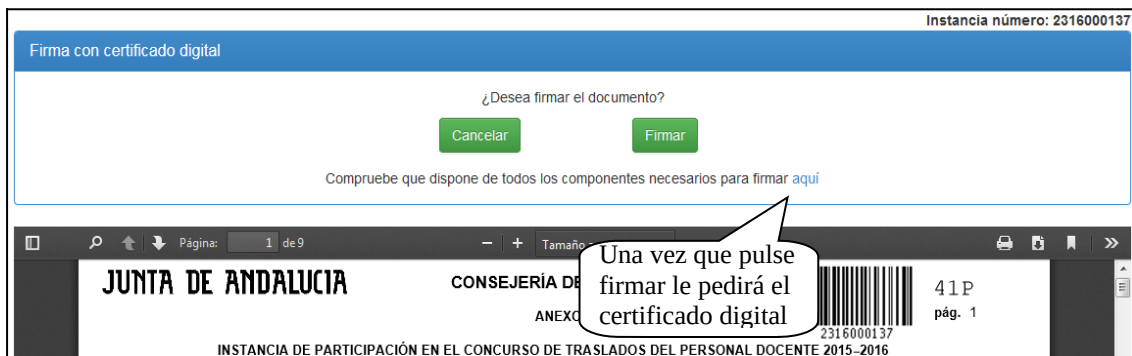 Instancia número: 2316000137
Firma con certificado digital
¿Desea firmar el documento?
Cancelar
Firmar
Compruebe que dispone de todos los componentes necesarios para firmar aquí
Página: 1 de 9
Tamaño
Una vez que pulse
firmar le pedirá el
certificado digital
JUNTA DE ANDALUCIA
CONSEJERÍA DE
41P
ANEXO
pág. 1
2316000137
INSTANCIA DE PARTICIPACIÓN EN EL CONCURSO DE TRASLADOS DEL PERSONAL DOCENTE 2015-2016